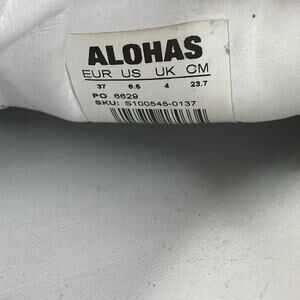 ALOHAS
EUR US UK CM
37 6.5 4 23.7
PO 6629
SKU: S100545-0137